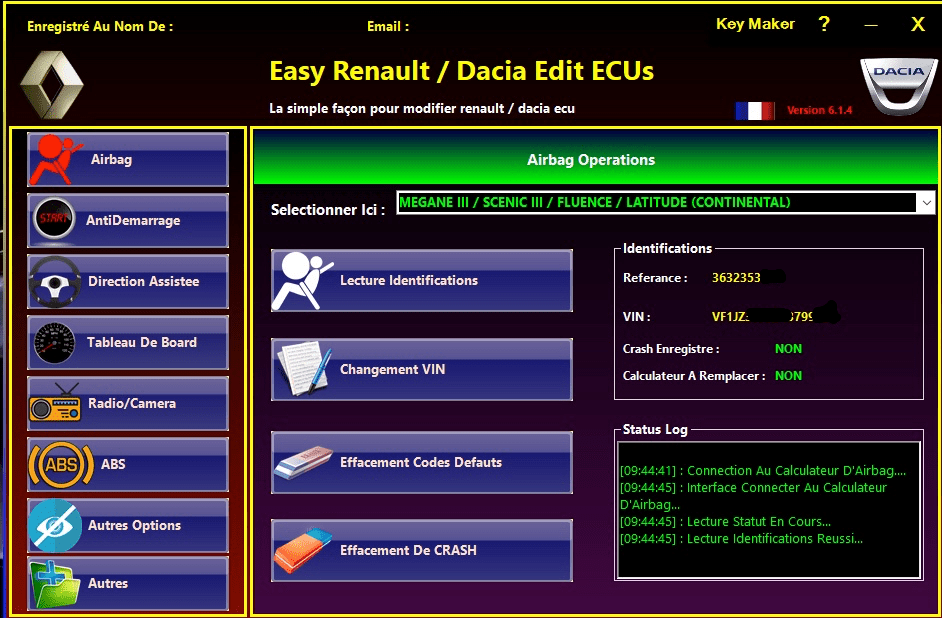 Enregistré Au Nom De :
Email :
Key Maker
?
—
X
Easy Renault / Dacia Edit ECUs
DACIA
La simple façon pour modifier renault / dacia ecu
Version 6.1.4
Airbag
AntiDemarrage
START
Direction Assistee
Tableau De Board
Radio/Camera
ABS
ABS
Autres Options
Autres
Airbag Operations
Selectionner Ici :
MEGANE III / SCENIC III / FLUENCE / LATITUDE (CONTINENTAL)
Lecture Identifications
Changement VIN
Effacement Codes Defauts
Effacement De CRASH
Identifications
Referance :
3632353
VIN :
VF1JZ
799
Crash Enregistre :
NON
Calculateur A Remplacer :
NON
Status Log
[09:44:41] : Connection Au Calculateur D'Airbag....
[09:44:45] : Interface Connecter Au Calculateur
D'Airbag...
[09:44:45] : Lecture Statut En Cours...
[09:44:45] : Lecture Identifications Reussi...